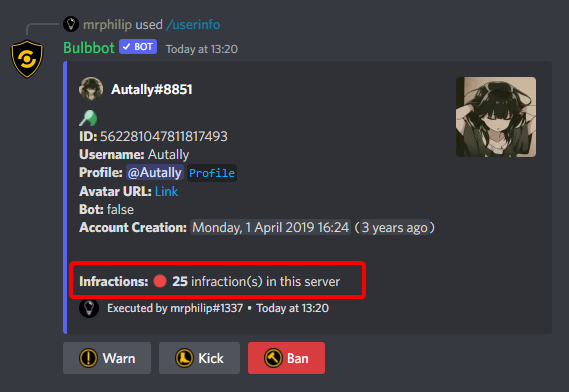 mrphilip used /userinfo
Bulbbot ✓ BOT Today at 13:20
Autally#8851
ID: 562281047811817493
Username: Autally
Profile: @Autally Profile
Avatar URL: Link
Bot: false
Account Creation: Monday, 1 April 2019 16:24 (3 years ago)
Infractions: 🔴 25 infraction(s) in this server
Executed by mrphilip#1337 • Today at 13:20
Warn Kick Ban